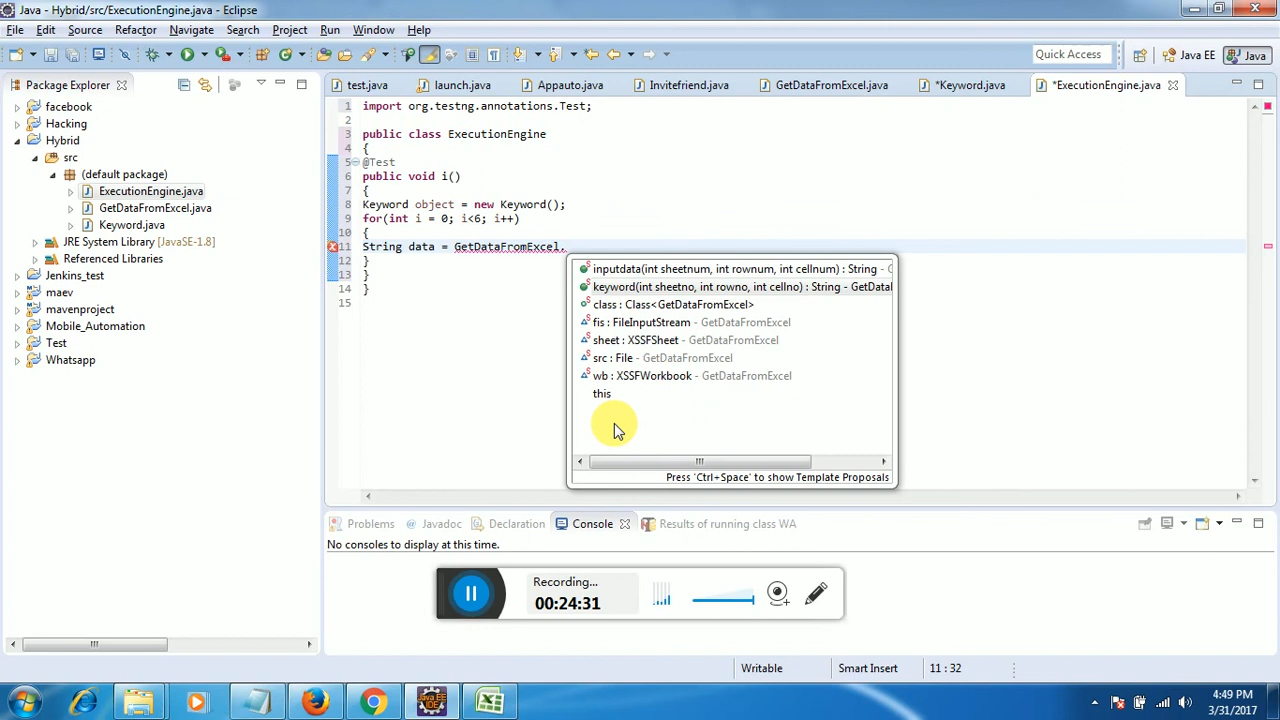 Java - Hybrid/src/ExecutionEngine.java - Eclipse
File Edit Source Refactor Navigate Search Project Run Window Help
Quick Access Java EE Java
Package Explorer
test.java launch.java Appauto.java Invitefriend.java GetDataFromExcel.java *Keyword.java *ExecutionEngine.java
facebook
Hacking
Hybrid
src
(default package)
ExecutionEngine.java
GetDataFromExcel.java
Keyword.java
JRE System Library [JavaSE-1.8]
Referenced Libraries
Jenkins_test
maev
mavenproject
Mobile_Automation
Test
Whatsapp
1 import org.testng.annotations.Test;
2
3 public class ExecutionEngine
4 {
5 @Test
6 public void i()
7 {
8 Keyword object = new Keyword();
9 for(int i = 0; i<6; i++)
10 {
11 String data = GetDataFromExcel.
12 }
13 }
14 }
15
inputdata(int sheetnum, int rownum, int cellnum) : String - G
keyword(int sheetno, int rowno, int cellno) : String - GetDatal
class : Class<GetDataFromExcel>
fis : FileInputStream - GetDataFromExcel
sheet : XSSFSheet - GetDataFromExcel
src : File - GetDataFromExcel
wb : XSSFWorkbook - GetDataFromExcel
this
Press 'Ctrl+Space' to show Template Proposals
Problems Javadoc Declaration Console Results of running class WA
No consoles to display at this time.
Recording...
00:24:31
Writable Smart Insert 11 : 32
Java EE
IDE
4:49 PM
3/31/2017